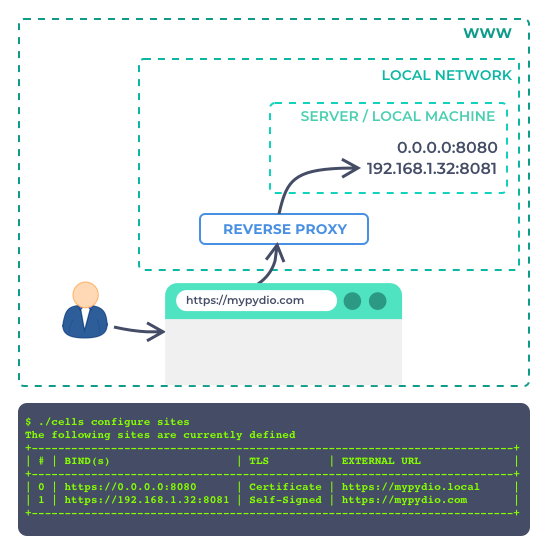 WWW
LOCAL NETWORK
SERVER / LOCAL MACHINE
0.0.0.0:8080
192.168.1.32:8081
REVERSE PROXY
https://mypydio.com
$ ./cells configure sites
The following sites are currently defined
+---+--------------------------+-------------+---------------------------+
| # | BIND(s) | TLS | EXTERNAL URL |
+---+--------------------------+-------------+---------------------------+
| 0 | https://0.0.0.0:8080 | Certificate | https://mypydio.local |
| 1 | https://192.168.1.32:8081 | Self-Signed | https://mypydio.com |
+---+--------------------------+-------------+---------------------------+